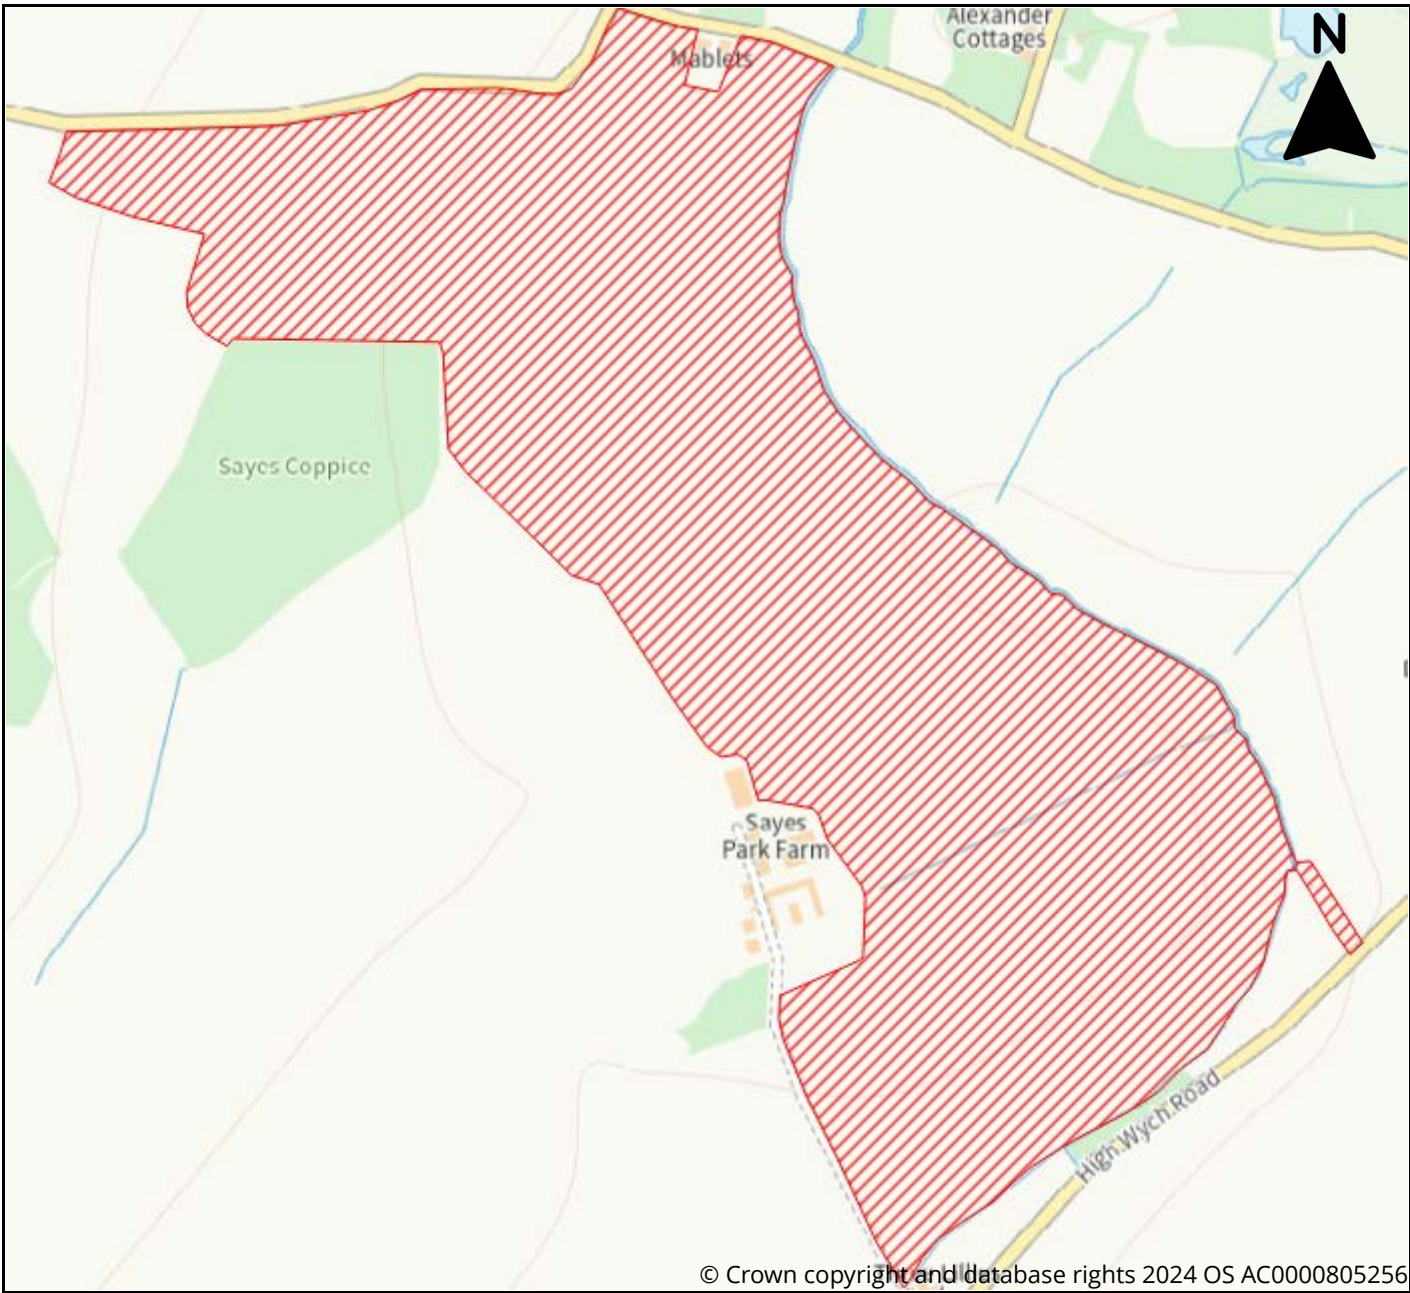 Alexander
Cottages
N
Mablets
Sayes Coppice
Sayes
Park Farm
High Wych Road
© Crown copyright and database rights 2024 OS AC0000805256